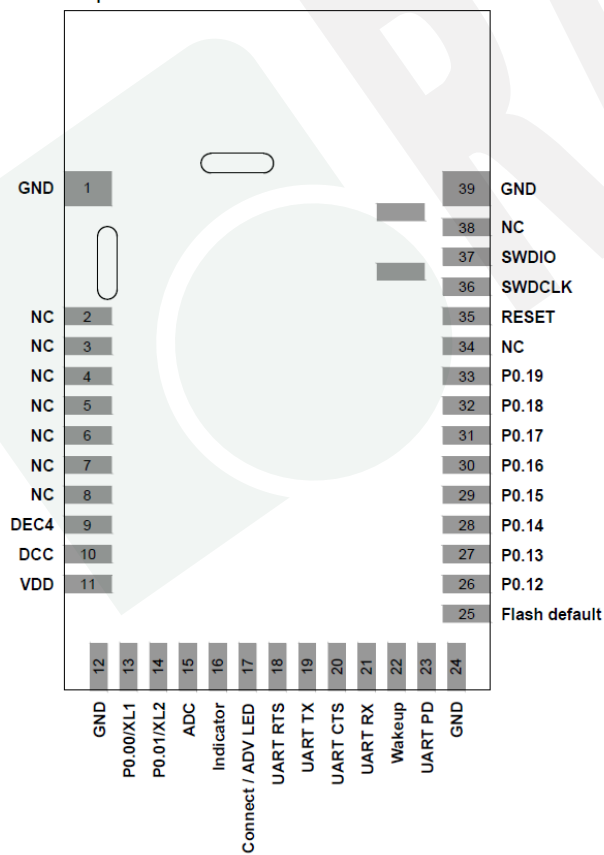 GND 1
39 GND
38 NC
37 SWDIO
36 SWDCLK
NC 2
35 RESET
NC 3
34 NC
NC 4
33 P0.19
NC 5
32 P0.18
NC 6
31 P0.17
NC 7
30 P0.16
NC 8
29 P0.15
DEC4 9
28 P0.14
DCC 10
27 P0.13
VDD 11
26 P0.12
25 Flash default
12 GND
13 P0.00/XL1
14 P0.01/XL2
15 ADC
16 Indicator
17 Connect / ADV LED
18 UART RTS
19 UART TX
20 UART CTS
21 UART RX
22 Wakeup
23 UART PD
24 GND